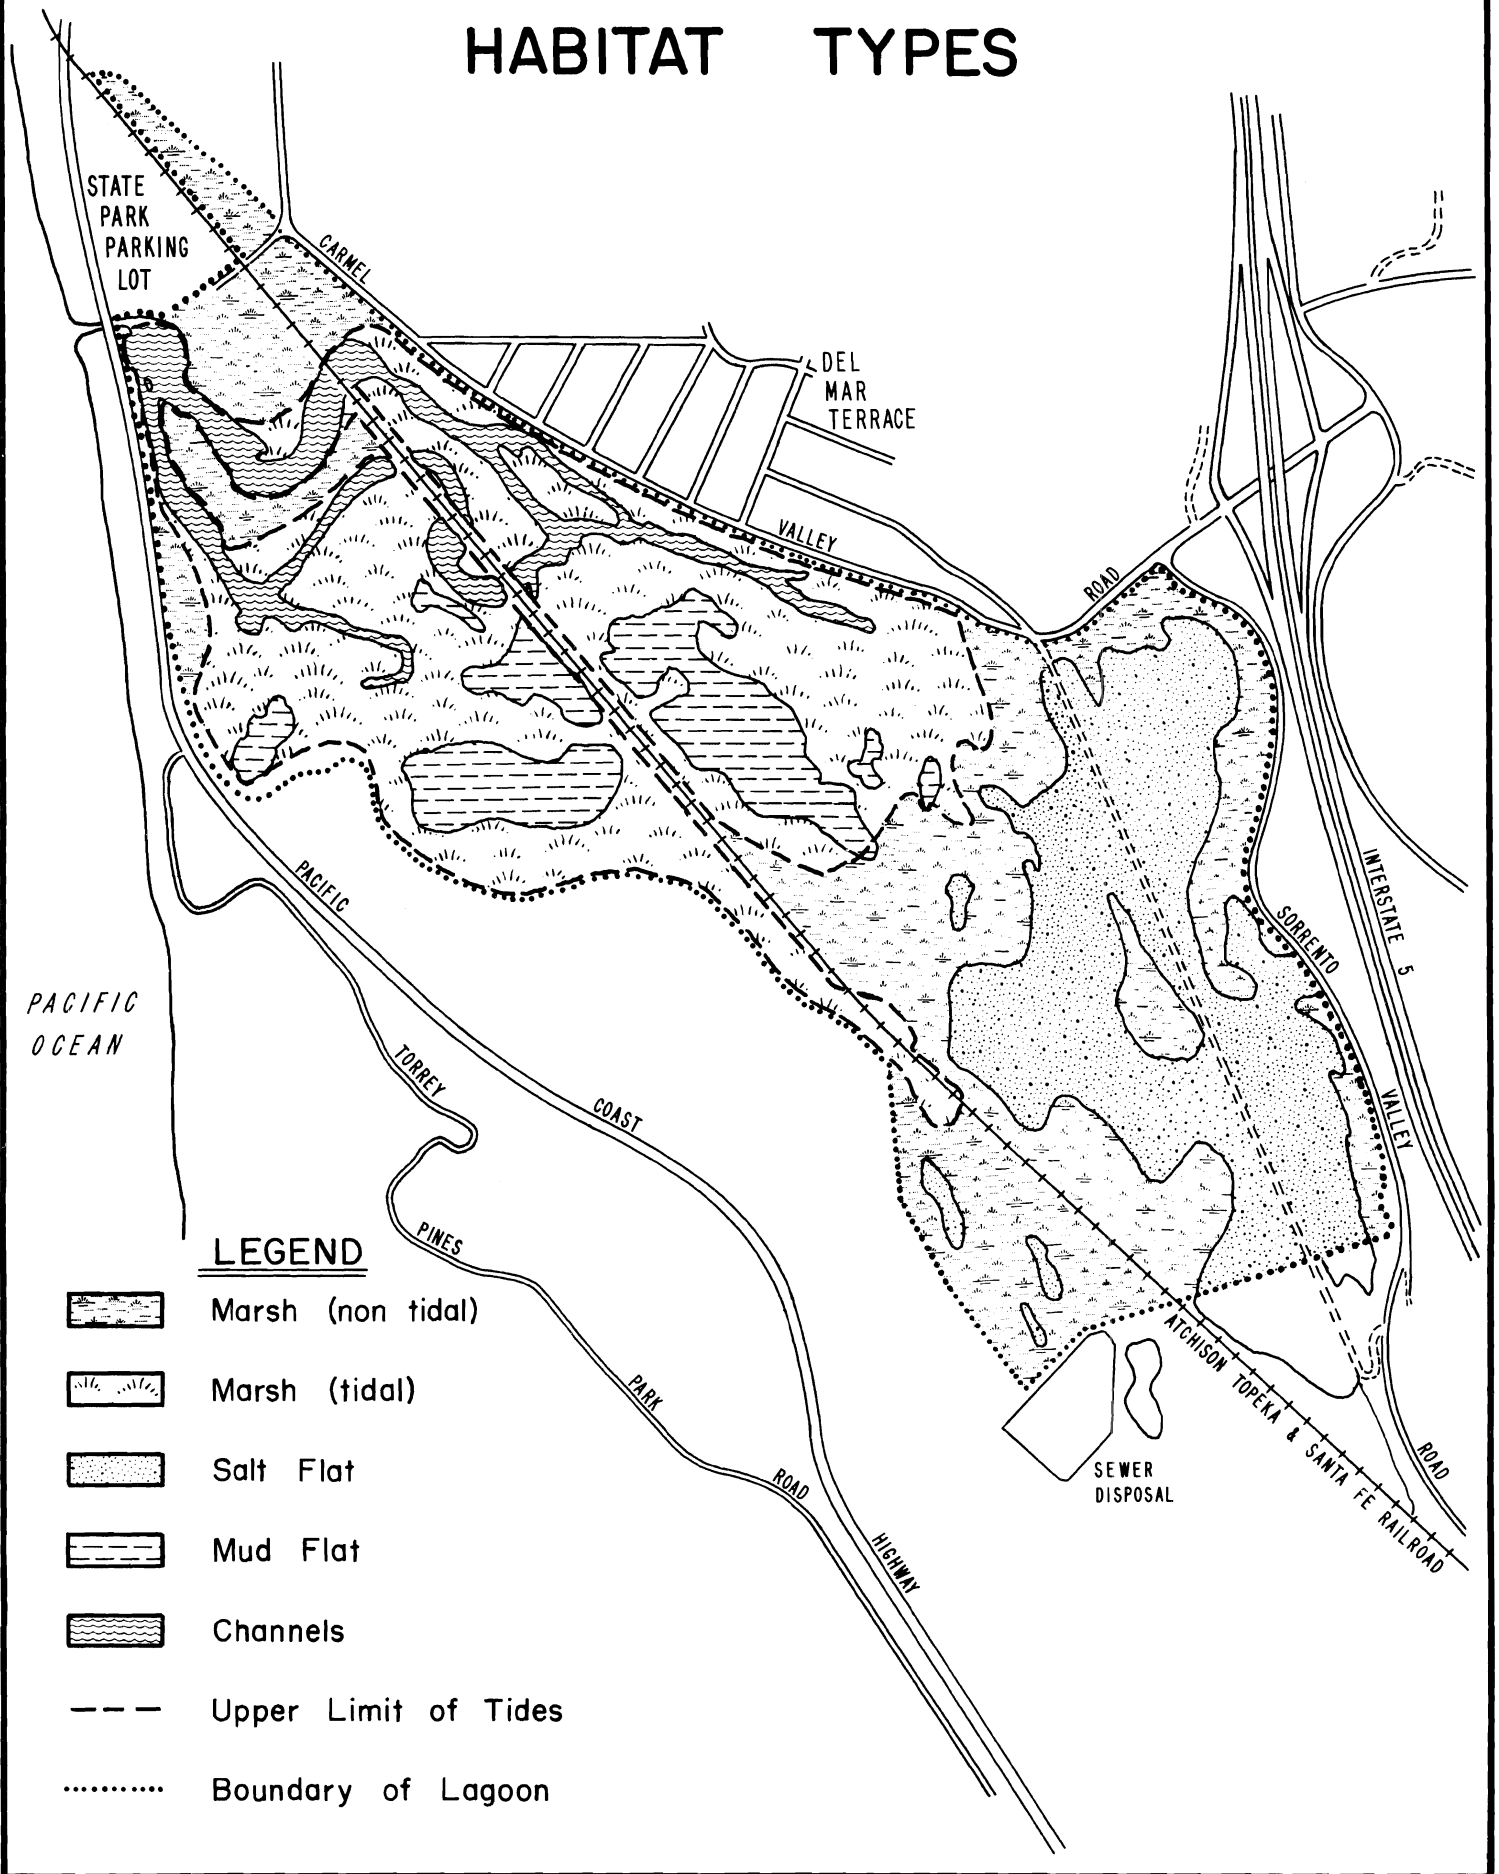 HABITAT TYPES
STATE
PARK
PARKING
LOT
CARMEL
DEL
MAR
TERRACE
VALLEY
ROAD
INTERSTATE 5
SORRENTO
PACIFIC
PACIFIC
OCEAN
TORREY
COAST
VALLEY
PINES
LEGEND
Marsh (non tidal)
Marsh (tidal)
Salt Flat
Mud Flat
Channels
Upper Limit of Tides
Boundary of Lagoon
PARK
ROAD
HIGHWAY
ATCHISON TOPEKA & SANTA FE RAILROAD
SEWER
DISPOSAL
ROAD